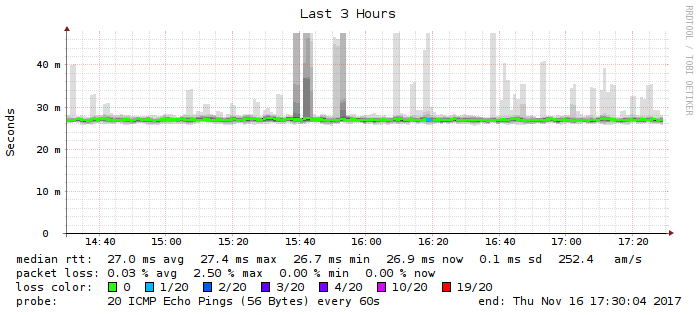 Last 3 Hours
RRDTOOL / TOBI OETIKER
Seconds
40 m
30 m
20 m
10 m
0
14:40 15:00 15:20 15:40 16:00 16:20 16:40 17:00 17:20
median rtt: 27.0 ms avg 27.4 ms max 26.7 ms min 26.9 ms now 0.1 ms sd 252.4 am/s
packet loss: 0.03 % avg 2.50 % max 0.00 % min 0.00 % now
loss color: 0 1/20 2/20 3/20 4/20 10/20 19/20
probe: 20 ICMP Echo Pings (56 Bytes) every 60s end: Thu Nov 16 17:30:04 2017